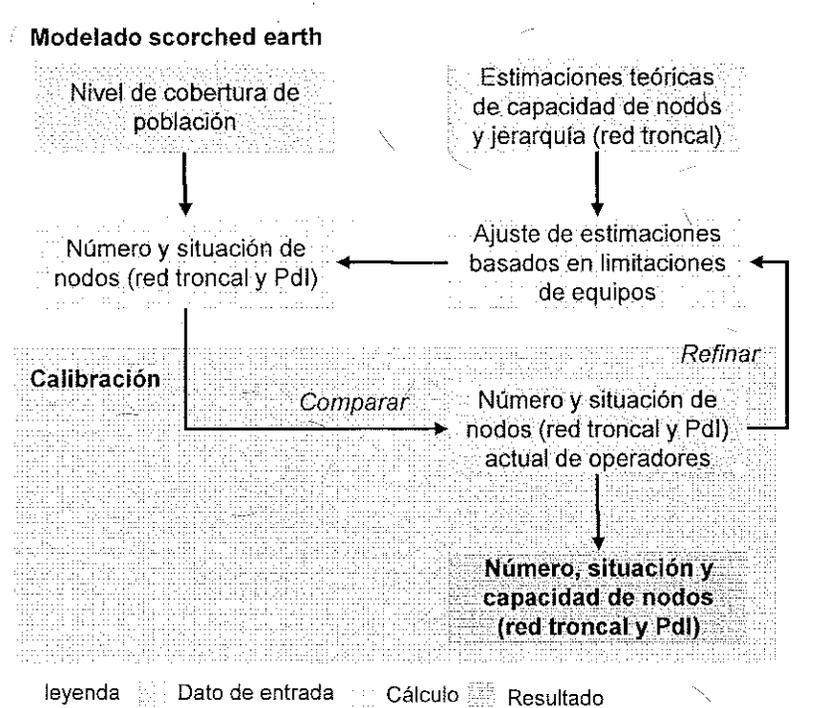 Modelado scorched earth
Nivel de cobertura de
población
Estimaciones teóricas
de capacidad de nodos
y jerarquía (red troncal)
Número y situación de
nodos (red troncal y PdI)
Ajuste de estimaciones
basados en limitaciones
de equipos
Refinar
Calibración
Comparar
Número y situación de
nodos (red troncal y PdI)
actual de operadores
Número, situación y
capacidad de nodos
(red troncal y PdI)
leyenda Dato de entrada Cálculo Resultado